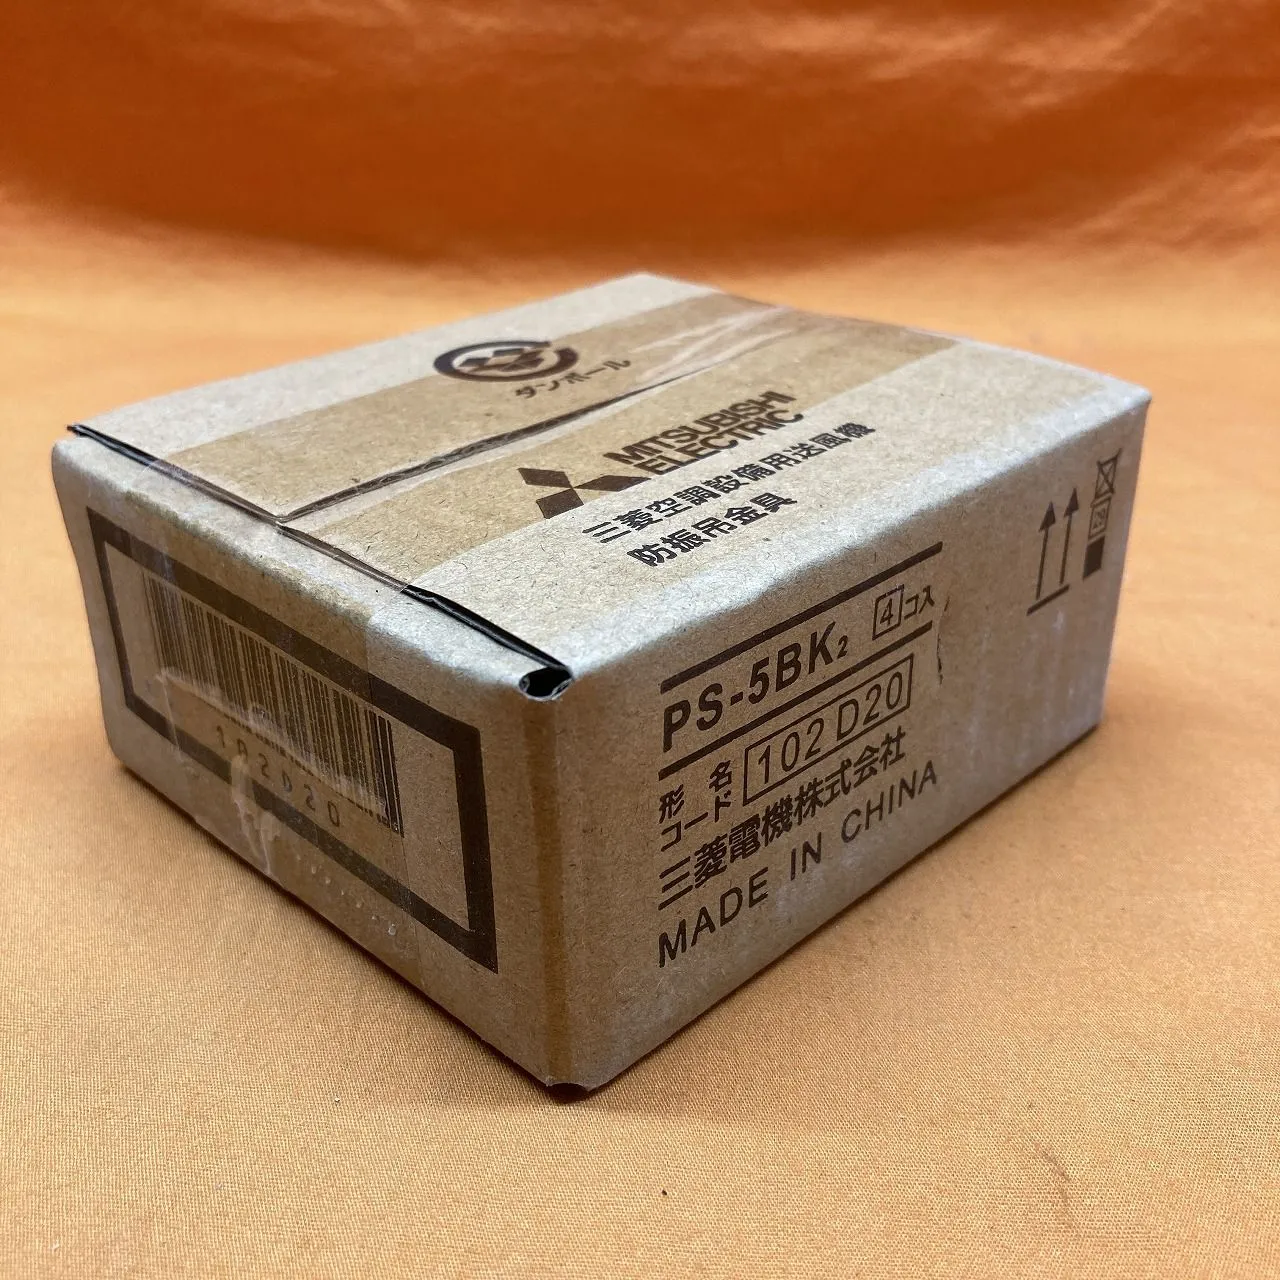 ダンボール
MITSUBISHI
ELECTRIC
三菱空調設備用送風機
防振吊金具
PS-5BK₂ 4コ入
形名
コード 102D20
三菱電機株式会社
MADE IN CHINA
102D20